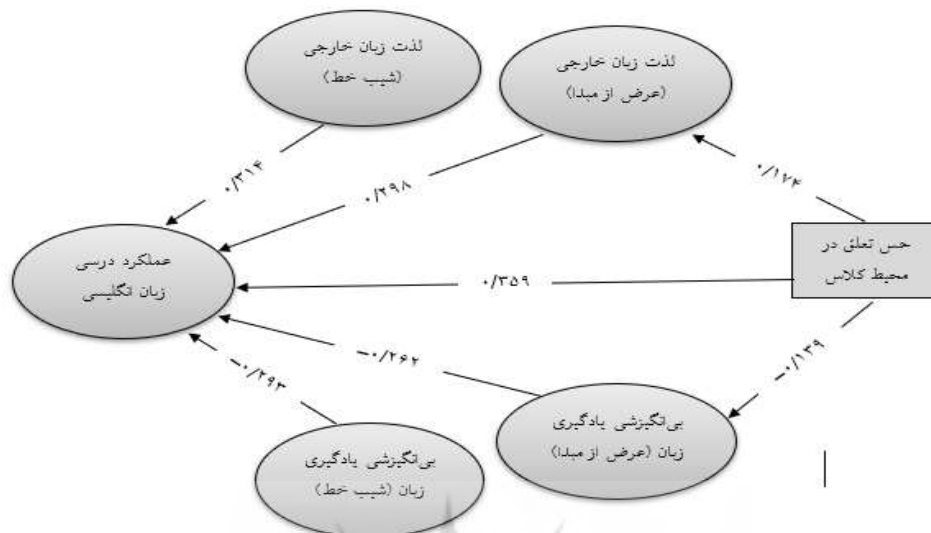 لذت زبان خارجی
(شیب خط)
لذت زبان خارجی
(عرض از مبدا)
۰/۳۱۴
۰/۲۹۸
۰/۱۷۴
حس تعلق در
محیط کلاس
عملکرد درسی
زبان انگلیسی
۰/۳۵۹
−۰/۲۶۲
−۰/۱۳۹
−۰/۲۹۳
بی‌انگیزشی یادگیری
زبان (عرض از مبدا)
بی‌انگیزشی یادگیری
زبان (شیب خط)